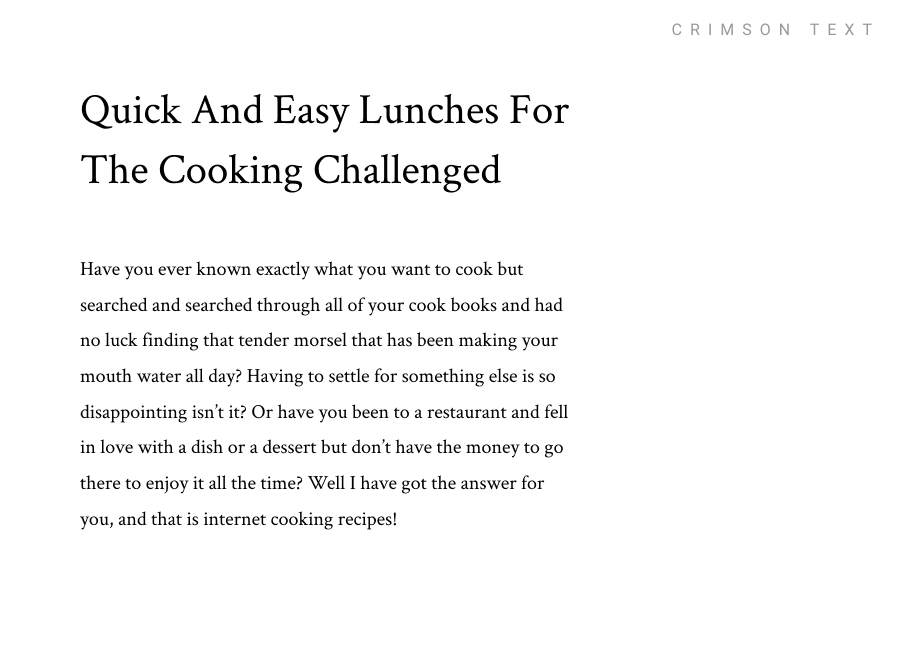 CRIMSON TEXT
Quick And Easy Lunches For
The Cooking Challenged
Have you ever known exactly what you want to cook but
searched and searched through all of your cook books and had
no luck finding that tender morsel that has been making your
mouth water all day? Having to settle for something else is so
disappointing isn’t it? Or have you been to a restaurant and fell
in love with a dish or a dessert but don’t have the money to go
there to enjoy it all the time? Well I have got the answer for
you, and that is internet cooking recipes!